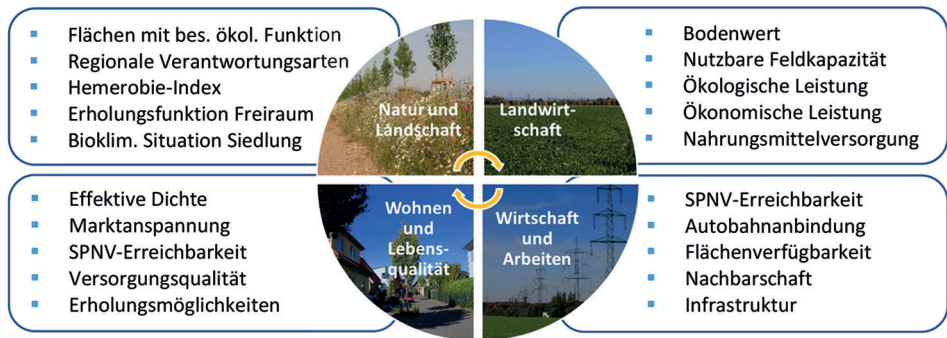 Flächen mit bes. ökol. Funktion
Regionale Verantwortungsarten
Hemerobie-Index
Erholungsfunktion Freiraum
Bioklim. Situation Siedlung
Natur und
Landschaft
Landwirt-
schaft
Bodenwert
Nutzbare Feldkapazität
Ökologische Leistung
Ökonomische Leistung
Nahrungsmittelversorgung
Effektive Dichte
Marktanspannung
SPNV-Erreichbarkeit
Versorgungsqualität
Erholungsmöglichkeiten
Wohnen
und
Lebens-
qualität
Wirtschaft
und
Arbeiten
SPNV-Erreichbarkeit
Autobahnanbindung
Flächenverfügbarkeit
Nachbarschaft
Infrastruktur